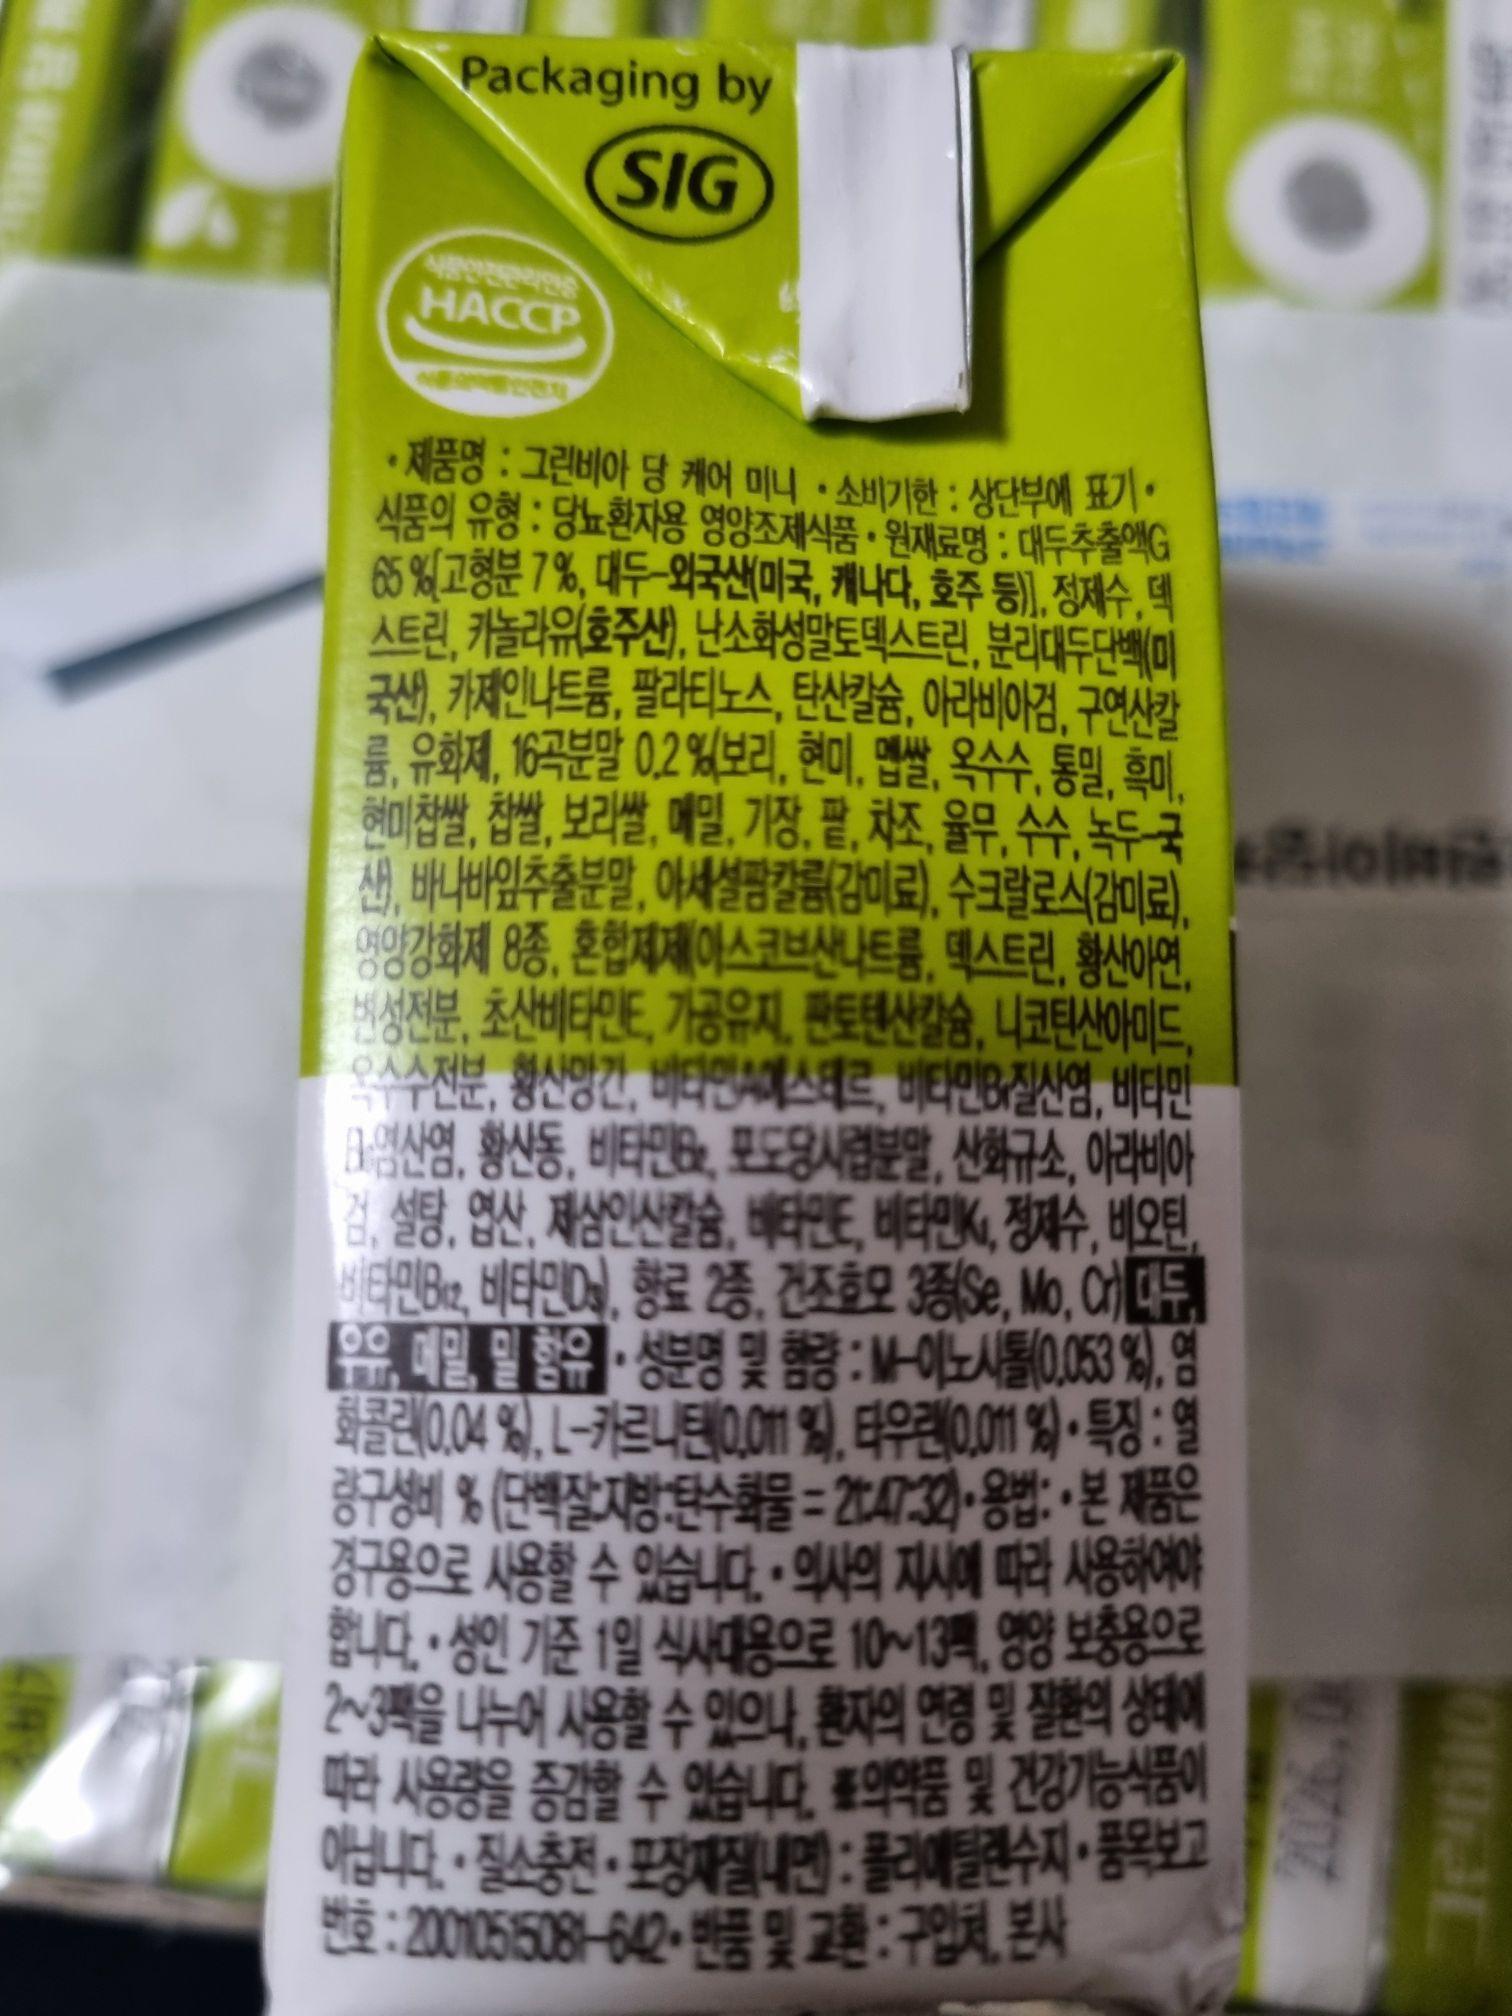 Packaging by
SIG
식품안전관리인증
HACCP
식품의약품안전처
• 제품명 : 그린비아 당 케어 미니 • 소비기한 : 상단부에 표기 •
식품의 유형 : 당뇨환자용 영양조제식품 • 원재료명 : 대두추출액G
65 %[고형분 7 %, 대두-외국산(미국, 캐나다, 호주 등)], 정제수, 덱
스트린, 카놀라유(호주산), 난소화성말토덱스트린, 분리대두단백(미
국산), 카제인나트륨, 팔라티노스, 탄산칼슘, 아라비아검, 구연산칼
륨, 유화제, 16곡분말 0.2 %(보리, 현미, 멥쌀, 옥수수, 통밀, 흑미,
현미찹쌀, 찹쌀, 보리쌀, 메밀, 기장, 팥, 차조, 율무, 수수, 녹두-국
산), 바나바잎추출분말, 아세설팜칼륨(감미료), 수크랄로스(감미료),
영양강화제 8종, 혼합제제(아스코브산나트륨, 덱스트린, 황산아연,
변성전분, 초산비타민E, 가공유지, 판토텐산칼슘, 니코틴산아미드,
옥수수전분, 황산망간, 비타민A에스테르, 비타민B₁질산염, 비타민
B₆염산염, 황산동, 비타민B₂, 포도당시럽분말, 산화규소, 아라비아
검, 설탕, 엽산, 제삼인산칼슘, 비타민E, 비타민K₁, 정제수, 비오틴,
비타민B₁₂, 비타민D₃), 향료 2종, 건조효모 3종(Se, Mo, Cr) 대두,
우유, 메밀, 밀 함유 • 성분명 및 함량 : M-이노시톨(0.053 %), 염
화콜린(0.04 %), L-카르니틴(0.011 %), 타우린(0.011 %) • 특징 : 열
량구성비 % (단백질:지방:탄수화물 = 21:47:32) • 용법: • 본 제품은
경구용으로 사용할 수 있습니다. • 의사의 지시에 따라 사용하여야
합니다. • 성인 기준 1일 식사대용으로 10~13팩, 영양 보충용으로
2~3팩을 나누어 사용할 수 있으나, 환자의 연령 및 질환의 상태에
따라 사용량을 증감할 수 있습니다. ※의약품 및 건강기능식품이
아닙니다. • 질소충전 • 포장재질(내면) : 폴리에틸렌수지 • 품목보고
번호 : 20010515081-642 • 반품 및 교환 : 구입처, 본사